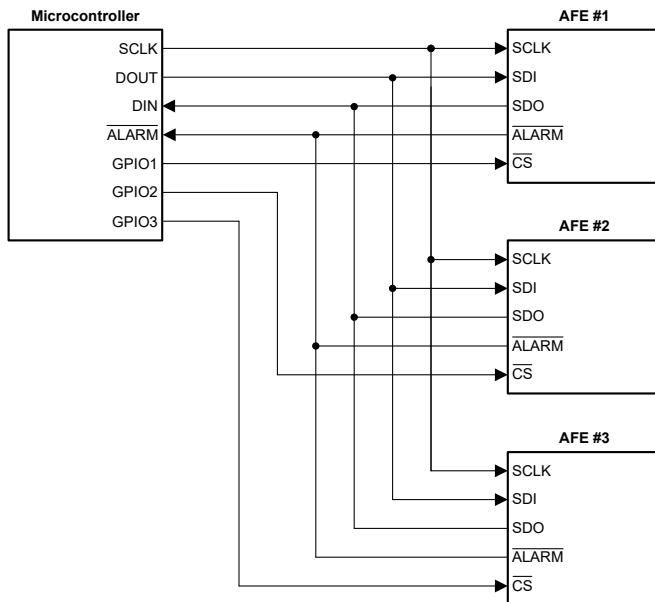 Microcontroller
SCLK
DOUT
DIN
ALARM
GPIO1
GPIO2
GPIO3
AFE #1
SCLK
SDI
SDO
ALARM
CS
AFE #2
SCLK
SDI
SDO
ALARM
CS
AFE #3
SCLK
SDI
SDO
ALARM
CS